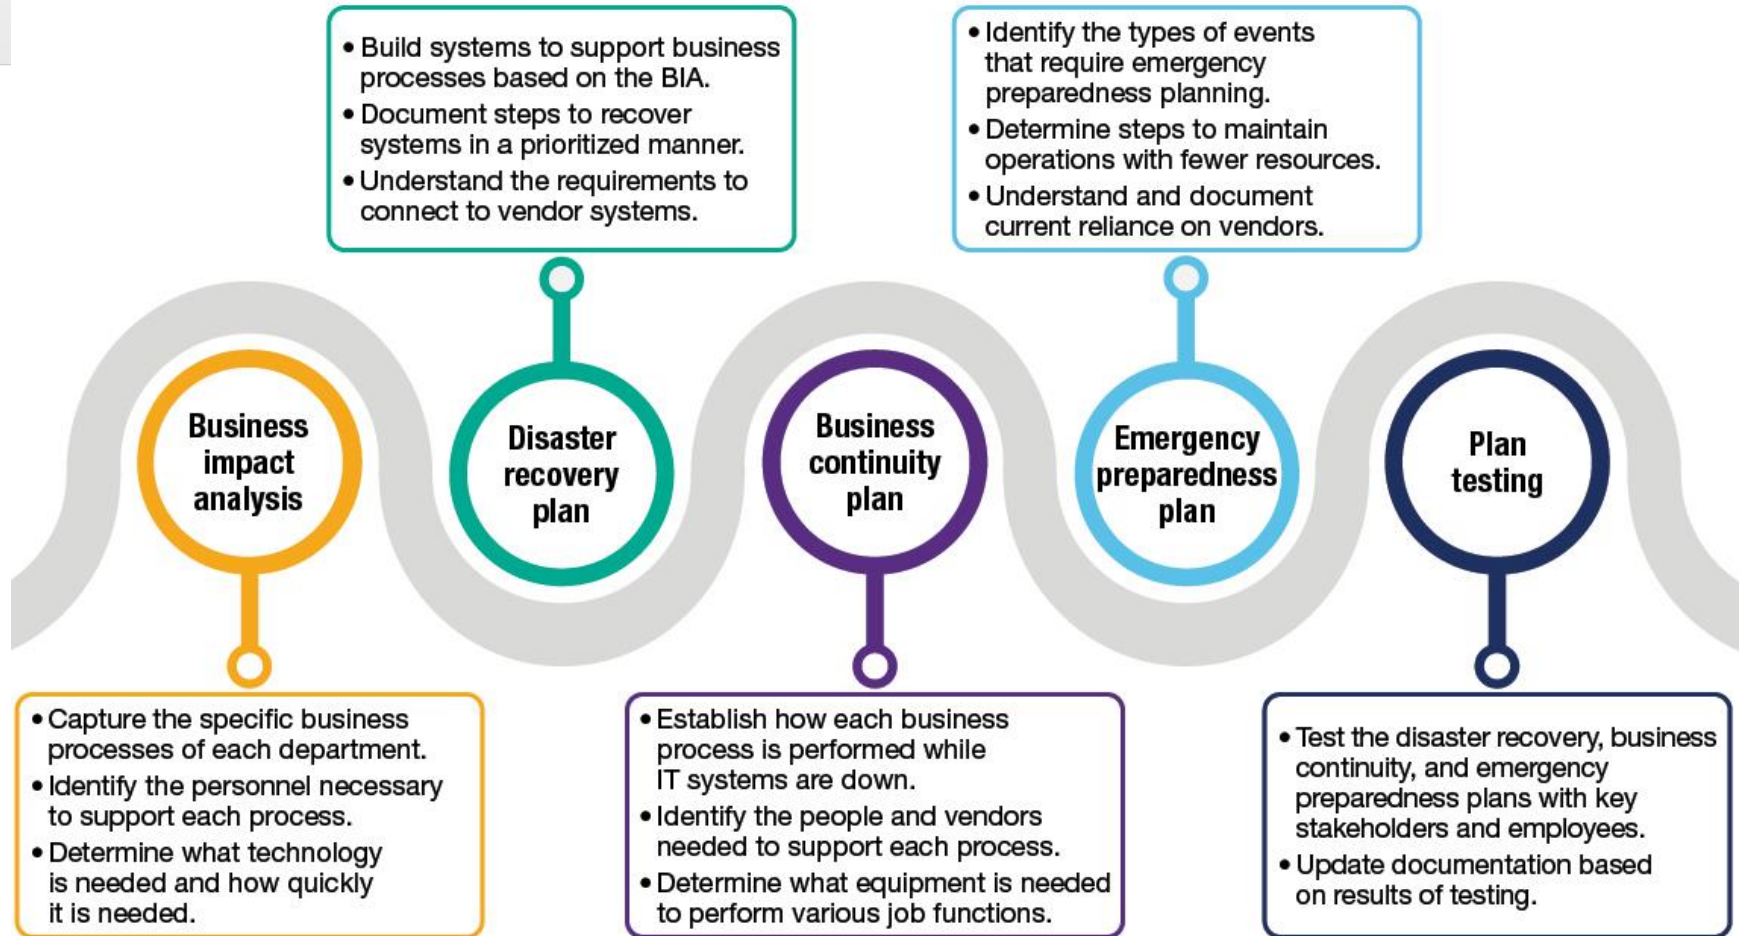 • Build systems to support business
processes based on the BIA.
• Document steps to recover
systems in a prioritized manner.
• Understand the requirements to
connect to vendor systems.
• Identify the types of events
that require emergency
preparedness planning.
• Determine steps to maintain
operations with fewer resources.
• Understand and document
current reliance on vendors.
Business
impact
analysis
Disaster
recovery
plan
Business
continuity
plan
Emergency
preparedness
plan
Plan
testing
• Capture the specific business
processes of each department.
• Identify the personnel necessary
to support each process.
• Determine what technology
is needed and how quickly
it is needed.
• Establish how each business
process is performed while
IT systems are down.
• Identify the people and vendors
needed to support each process.
• Determine what equipment is needed
to perform various job functions.
• Test the disaster recovery, business
continuity, and emergency
preparedness plans with key
stakeholders and employees.
• Update documentation based
on results of testing.